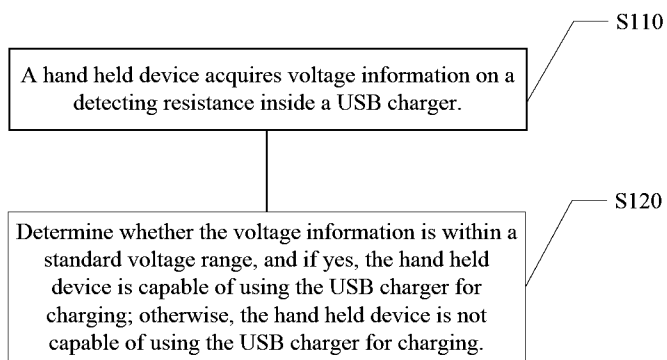 S110
A hand held device acquires voltage information on a
detecting resistance inside a USB charger.
S120
Determine whether the voltage information is within a
standard voltage range, and if yes, the hand held
device is capable of using the USB charger for
charging; otherwise, the hand held device is not
capable of using the USB charger for charging.